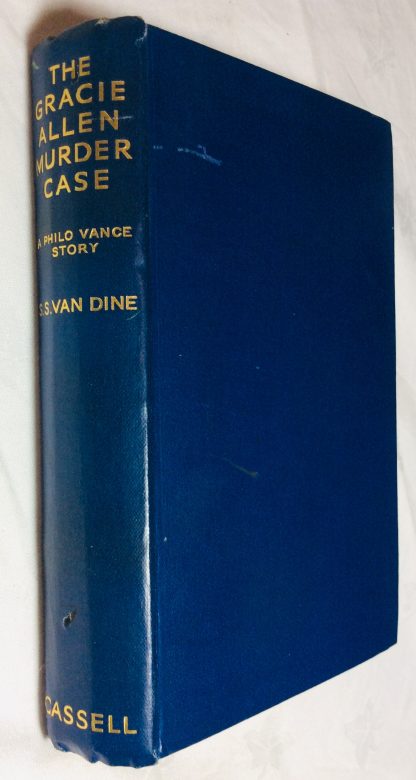 THE
GRACIE
ALLEN
MURDER
CASE
A PHILO VANCE
STORY
S.S. VAN DINE
CASSELL